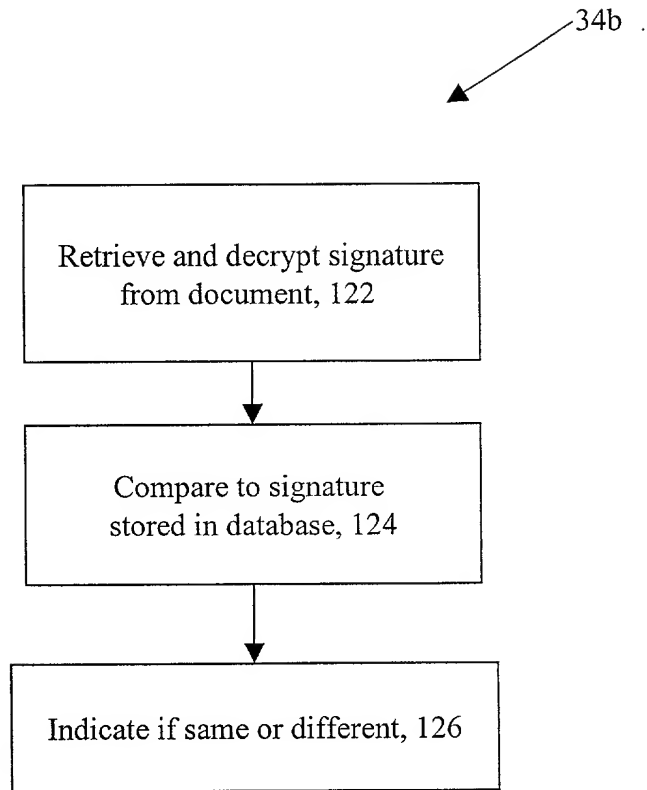 34b
Retrieve and decrypt signature
from document, 122
Compare to signature
stored in database, 124
Indicate if same or different, 126